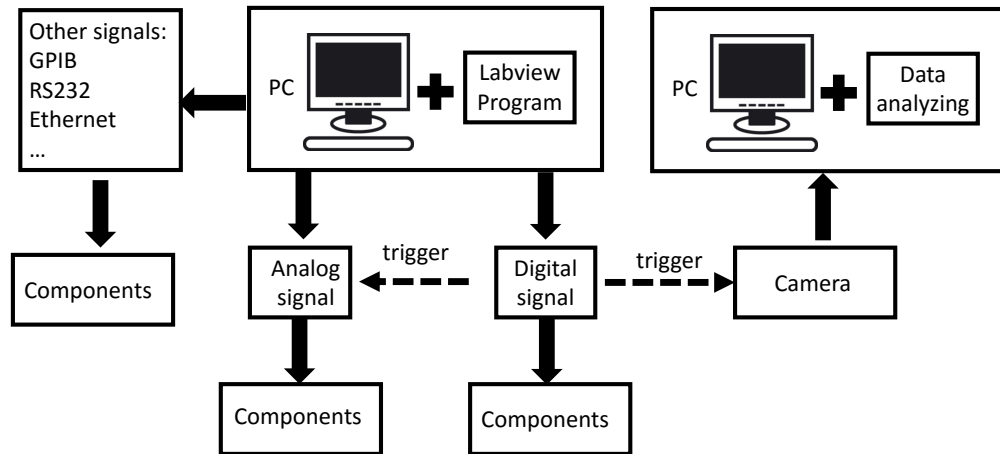 Other signals:
GPIB
RS232
Ethernet
...
PC
Labview
Program
PC
Data
analyzing
Components
Analog
signal
trigger
Digital
signal
trigger
Camera
Components
Components